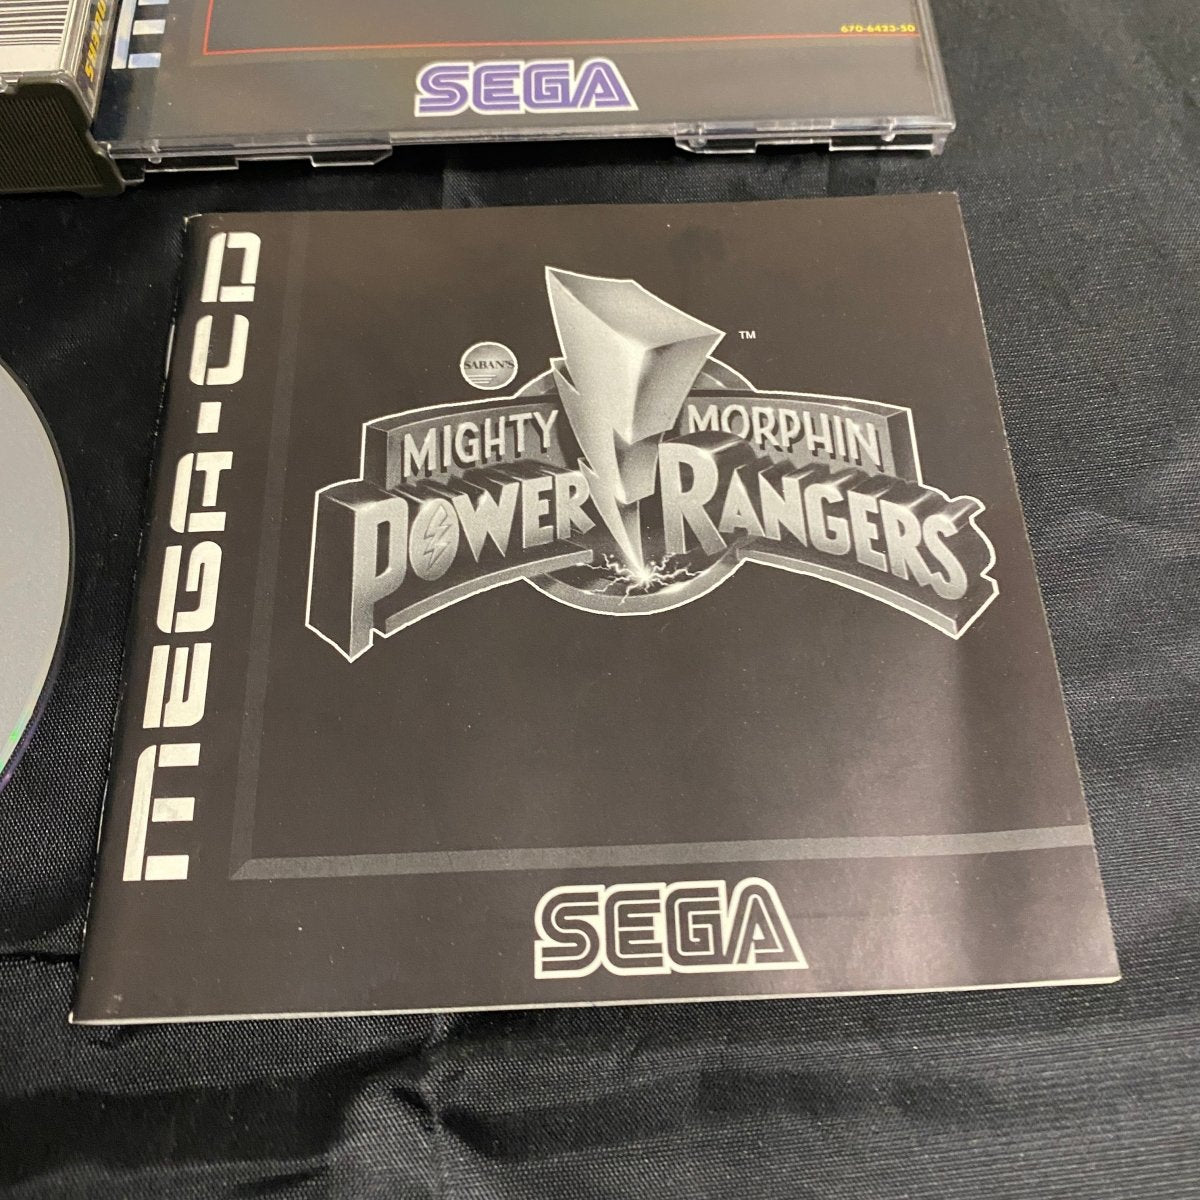 670-6423-50
SEGA
MEGA-CD
SABAN'S
TM
MIGHTY MORPHIN
POWER RANGERS
SEGA